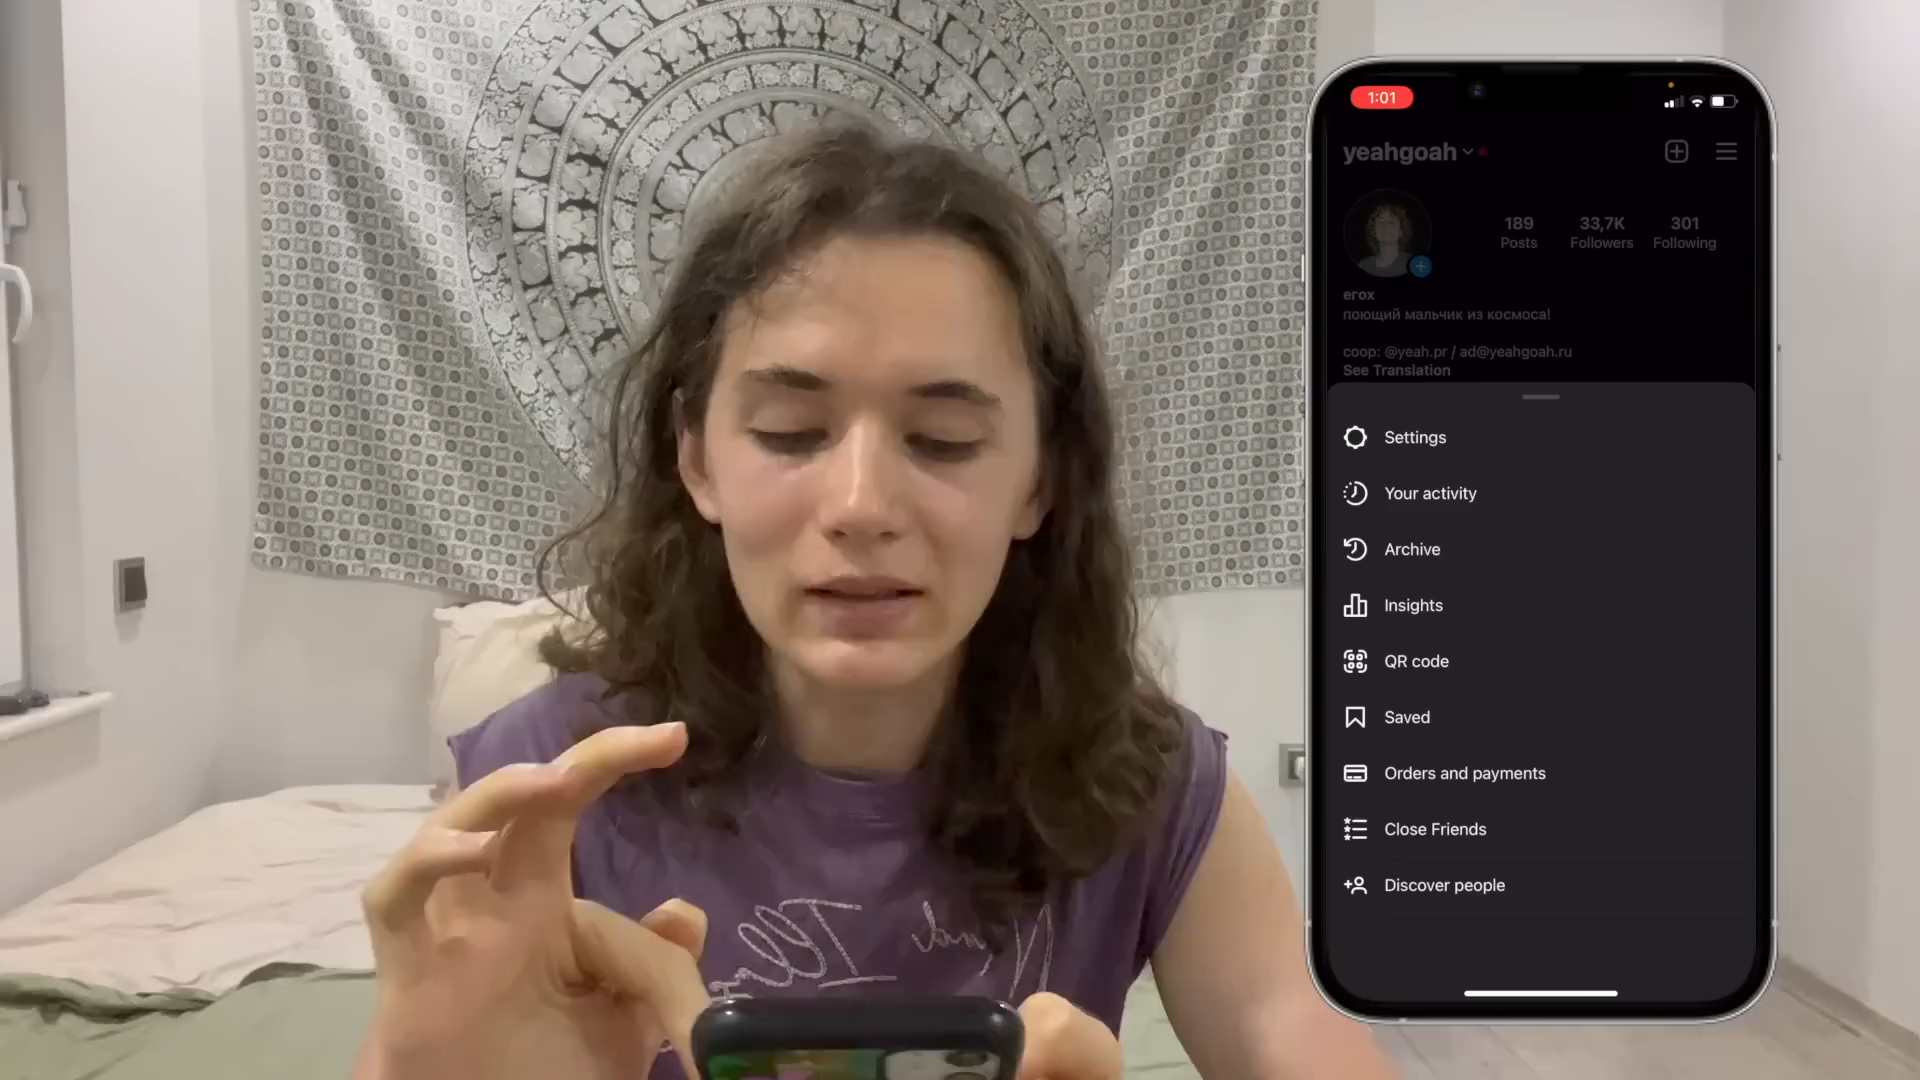 1:01
yeahgoah
189
Posts
33,7K
Followers
301
Following
erox
поющий мальчик из космоса!
coop: @yeah.pr / ad@yeahgoah.ru
See Translation
Settings
Your activity
Archive
Insights
QR code
Saved
Orders and payments
Close Friends
Discover people